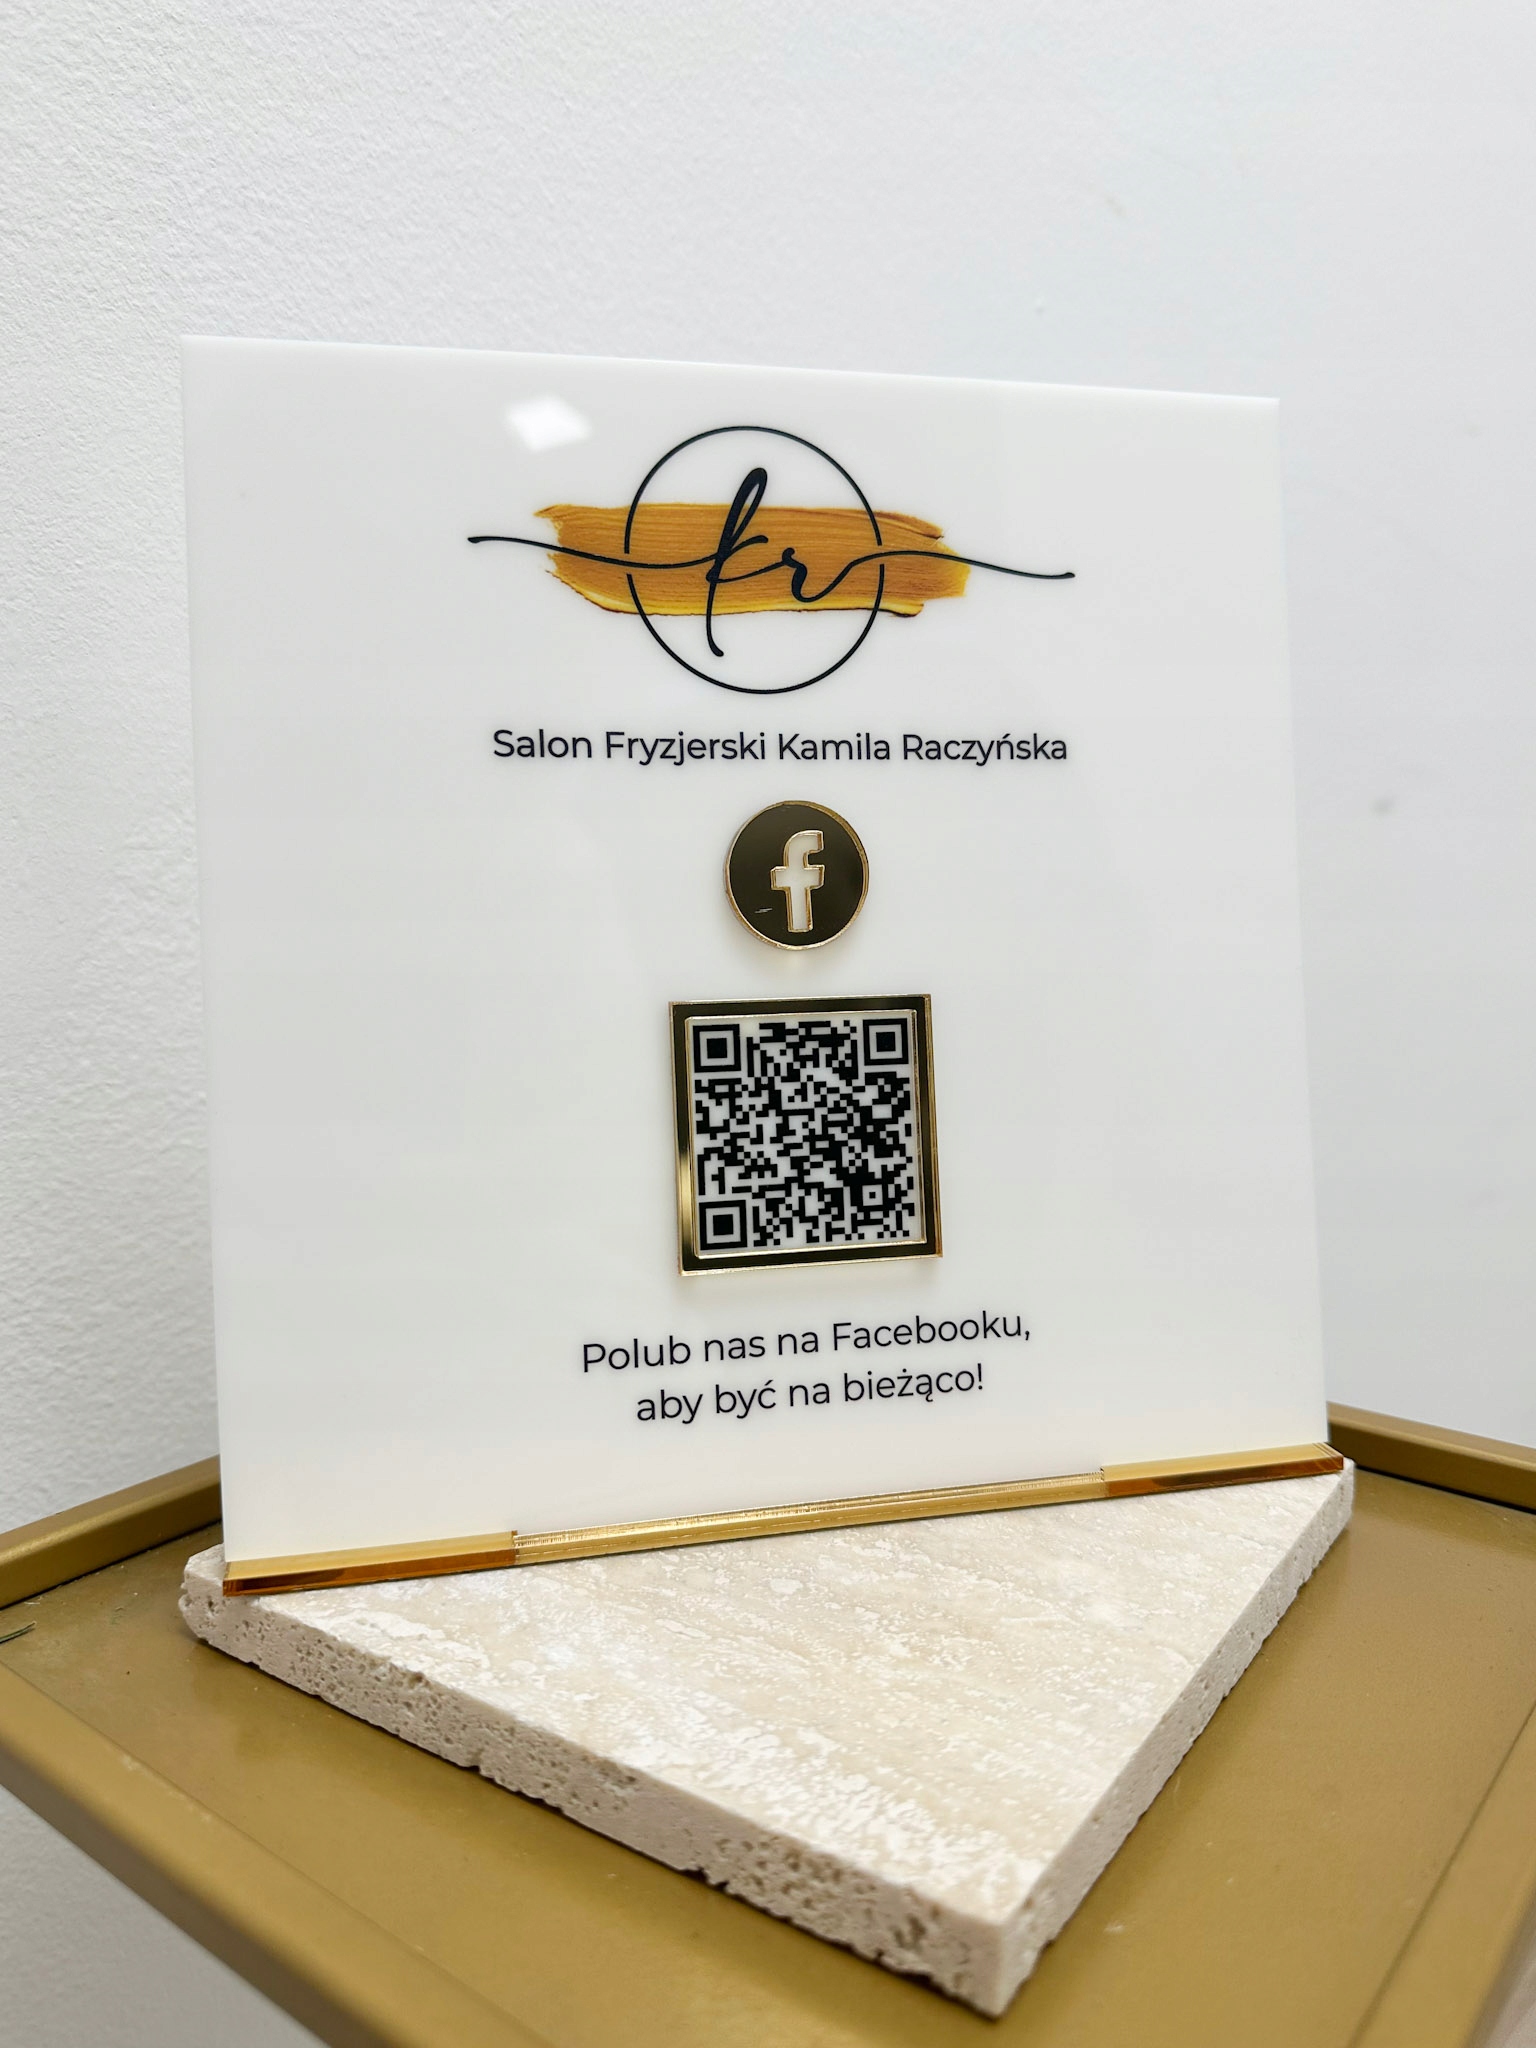 kr
Salon Fryzjerski Kamila Raczyńska
f
Polub nas na Facebooku,
aby być na bieżąco!